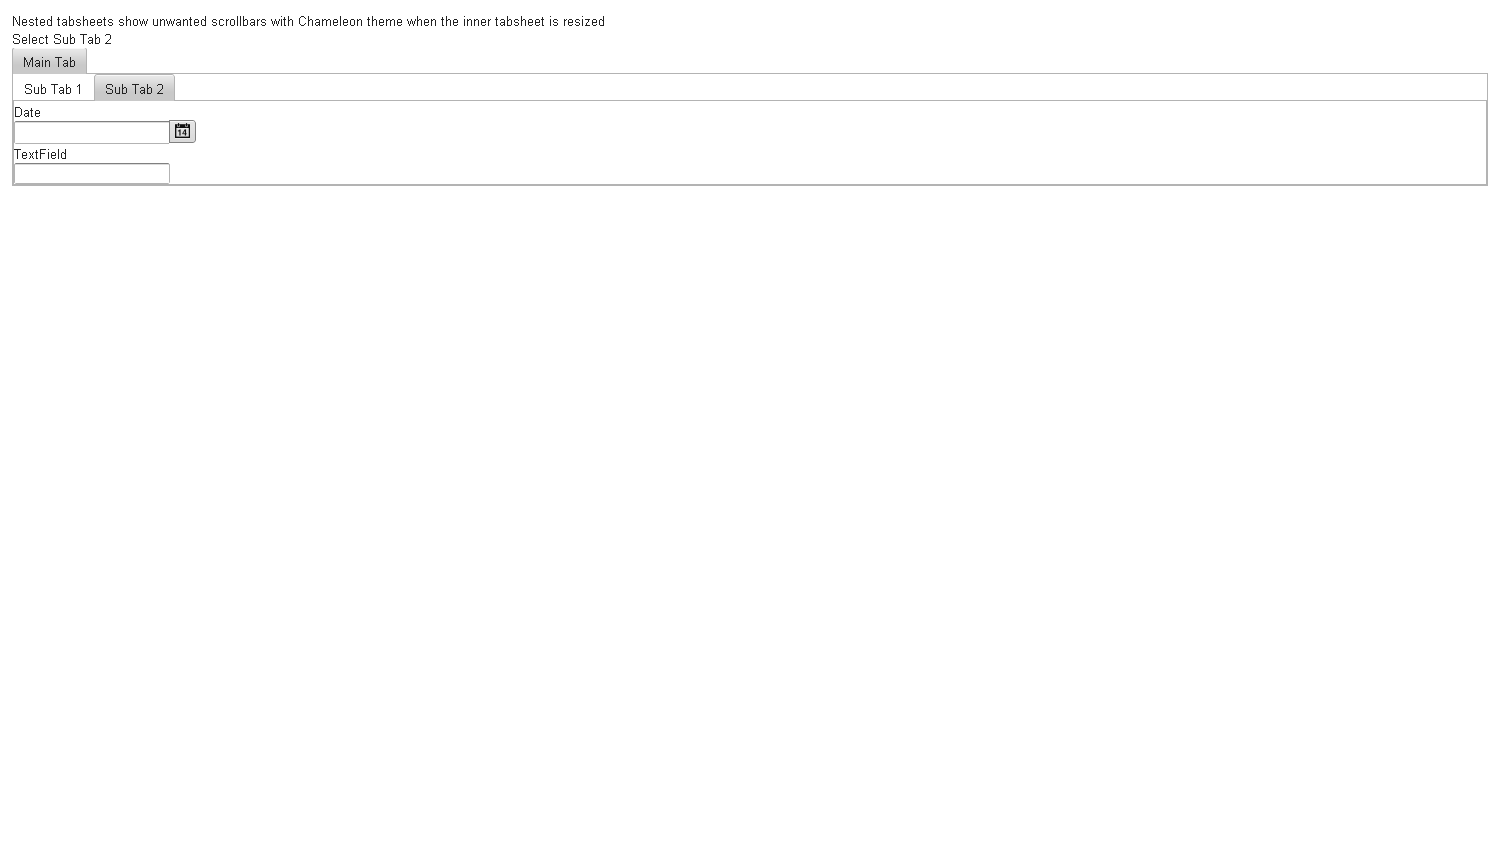 Nested tabsheets show unwanted scrollbars with Chameleon theme when the inner tabsheet is resized
Select Sub Tab 2
Main Tab
Sub Tab 1 Sub Tab 2
Date
14
TextField